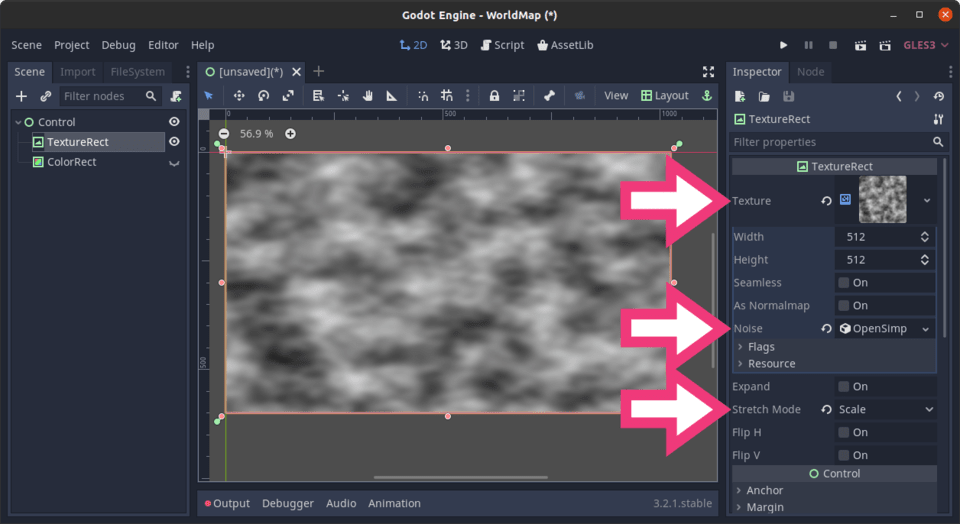 Godot Engine - WorldMap (*)
Scene Project Debug Editor Help
2D 3D Script AssetLib
GLES3
Scene Import FileSystem
Filter nodes
Control
TextureRect
ColorRect
[unsaved](*)
View Layout
0 500 1000
56.9 %
0
500
Output Debugger Audio Animation 3.2.1.stable
Inspector Node
TextureRect
Filter properties
TextureRect
Texture
Width 512
Height 512
Seamless On
As Normalmap On
Noise OpenSimp
Flags
Resource
Expand On
Stretch Mode Scale
Flip H On
Flip V On
Control
Anchor
Margin